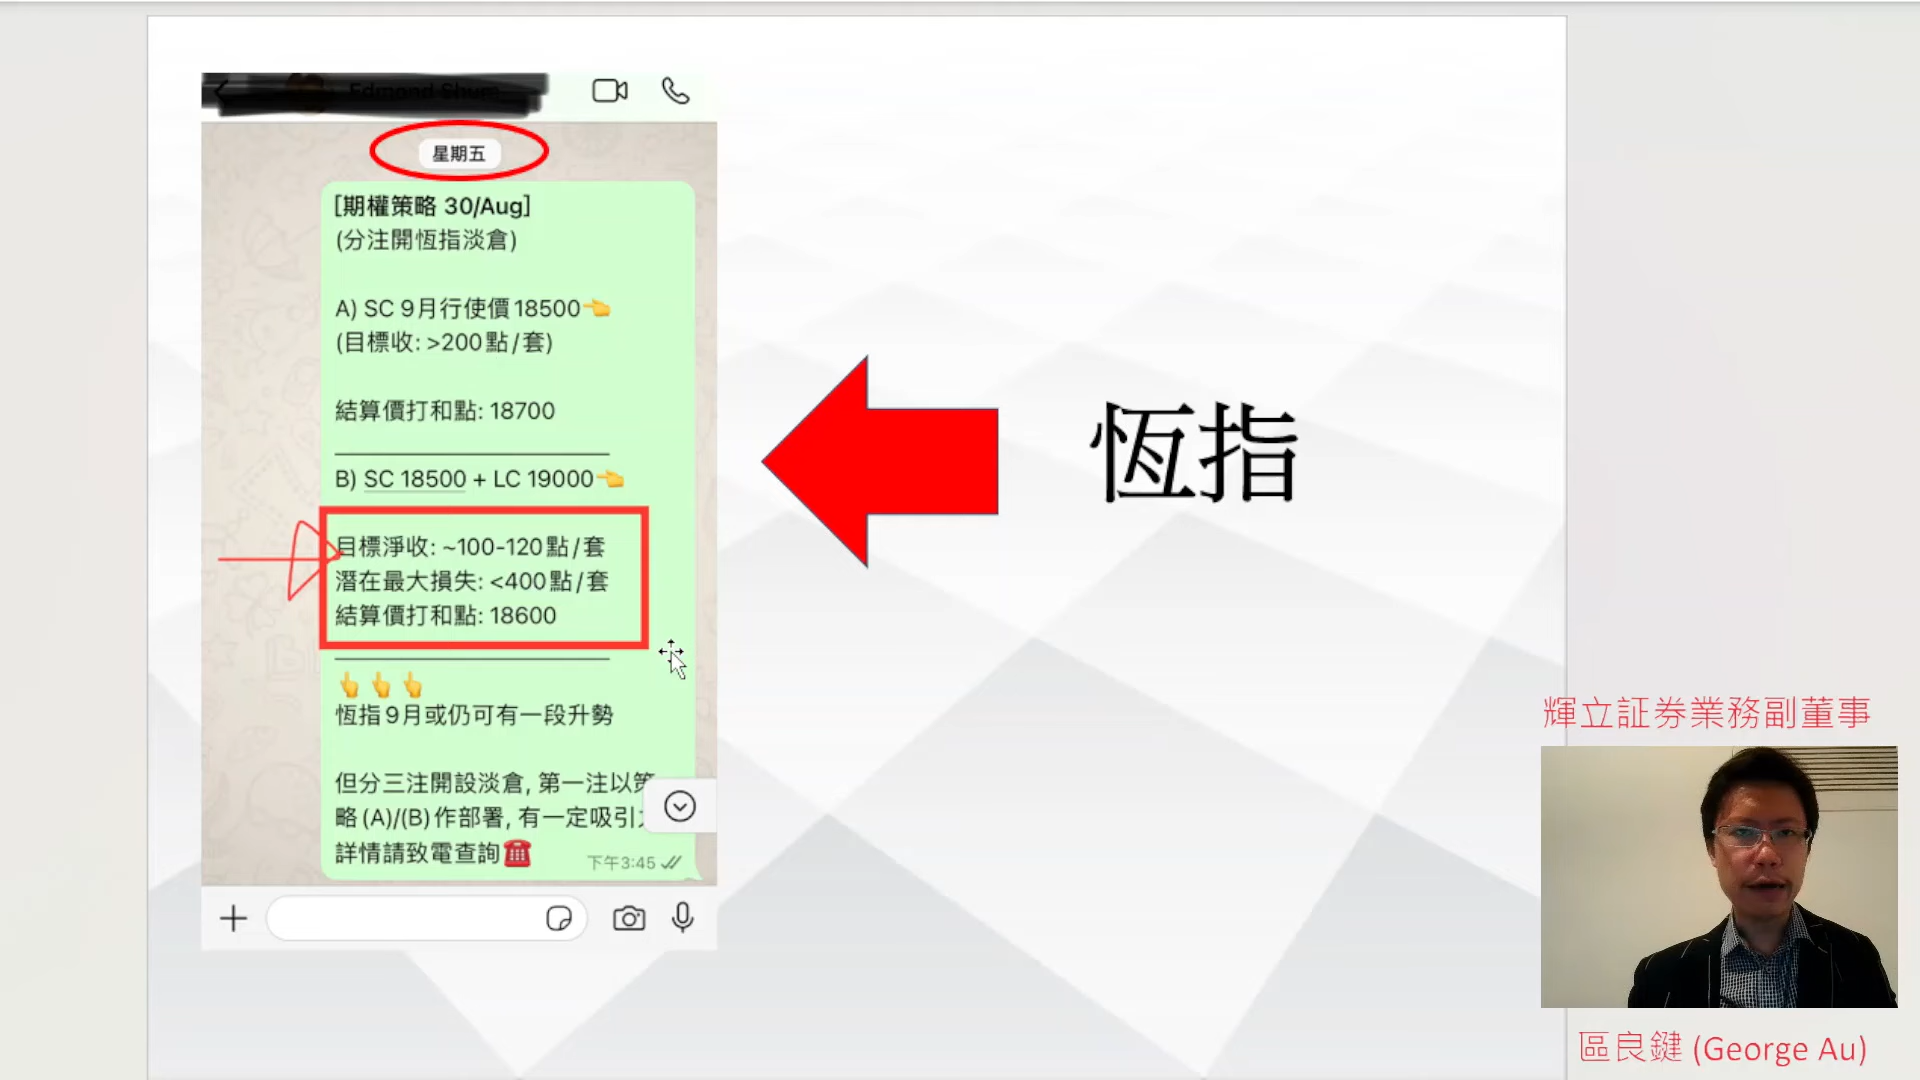 星期五
[期權策略 30/Aug]
(分注開恆指淡倉)
A) SC 9月行使價18500👈
(目標收: >200點/套)
結算價打和點: 18700
B) SC 18500 + LC 19000👈
目標淨收: ~100-120點/套
潛在最大損失: <400點/套
結算價打和點: 18600
👆👆👆
恆指9月或仍可有一段升勢
但分三注開設淡倉, 第一注以策
略(A)/(B)作部署, 有一定吸引
詳情請致電查詢☎️
下午3:45
恆指
輝立証券業務副董事
區良鍵 (George Au)